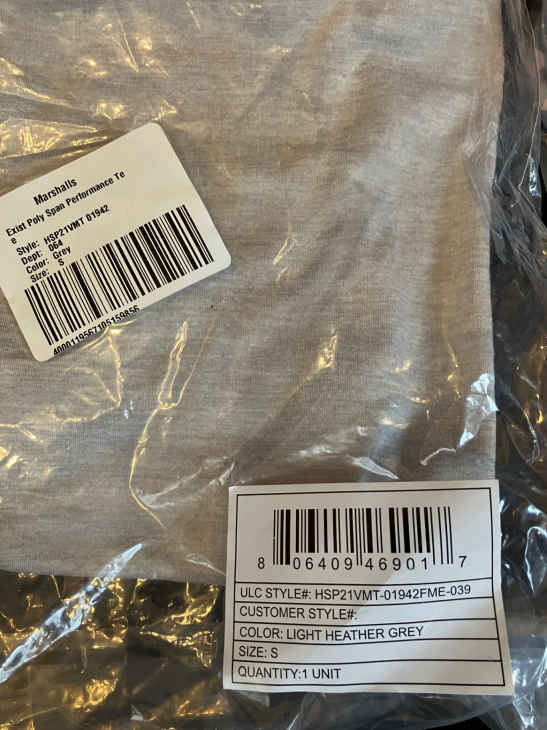 Marshalls
Exist Poly Span Performance Te
e
Style: HSP21VMT 01942
Dept: 064
Color: Grey
Size: S
4000119567105159856
8 06409 46901 7
ULC STYLE#: HSP21VMT-01942FME-039
CUSTOMER STYLE#:
COLOR: LIGHT HEATHER GREY
SIZE: S
QUANTITY:1 UNIT